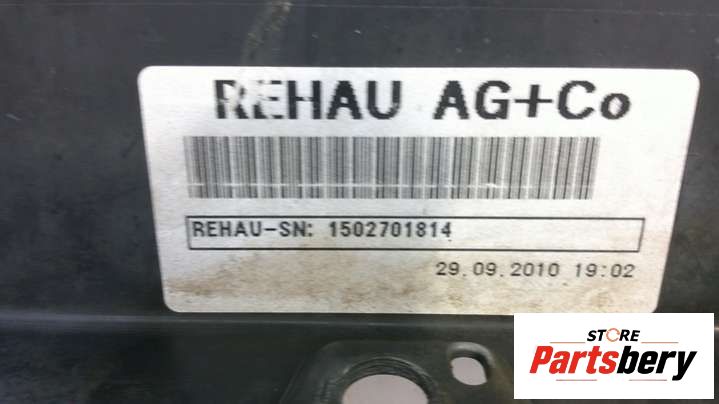 REHAU AG+Co
REHAU-SN: 1502701814
29.09.2010 19:02
STORE
Partsbery